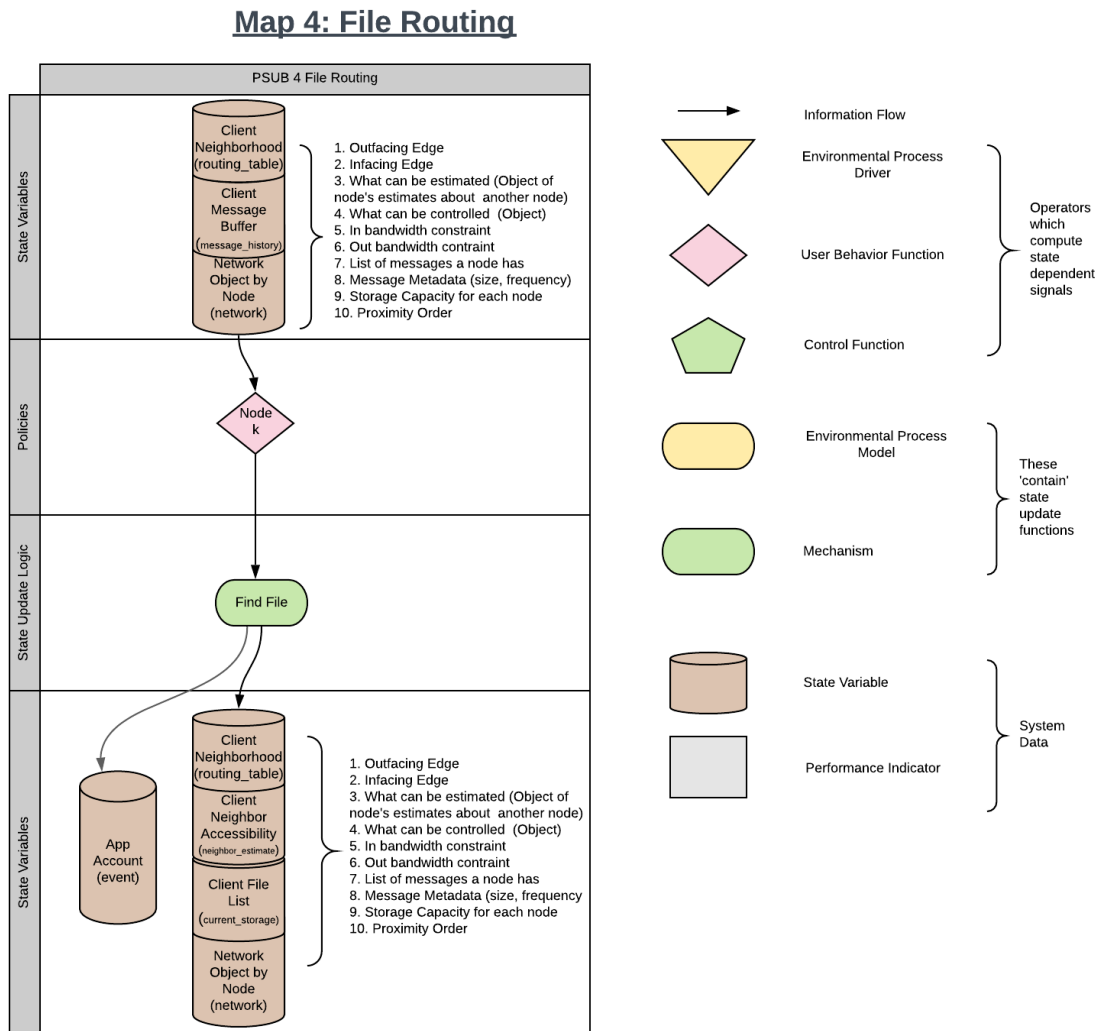 Map 4: File Routing
PSUB 4 File Routing
State Variables
Client
Neighborhood
(routing_table)
Client
Message
Buffer
(message_history)
Network
Object by
Node
(network)
1. Outfacing Edge
2. Infacing Edge
3. What can be estimated (Object of
node's estimates about another node)
4. What can be controlled (Object)
5. In bandwidth constraint
6. Out bandwidth contraint
7. List of messages a node has
8. Message Metadata (size, frequency)
9. Storage Capacity for each node
10. Proximity Order
Policies
Node
k
State Update Logic
Find File
State Variables
App
Account
(event)
Client
Neighborhood
(routing_table)
Client
Neighbor
Accessibility
(neighbor_estimate)
Client File
List
(current_storage)
Network
Object by
Node
(network)
1. Outfacing Edge
2. Infacing Edge
3. What can be estimated (Object of
node's estimates about another node)
4. What can be controlled (Object)
5. In bandwidth constraint
6. Out bandwidth contraint
7. List of messages a node has
8. Message Metadata (size, frequency
9. Storage Capacity for each node
10. Proximity Order
Information Flow
Environmental Process
Driver
User Behavior Function
Control Function
Operators
which
compute
state
dependent
signals
Environmental Process
Model
Mechanism
These
'contain'
state
update
functions
State Variable
Performance Indicator
System
Data